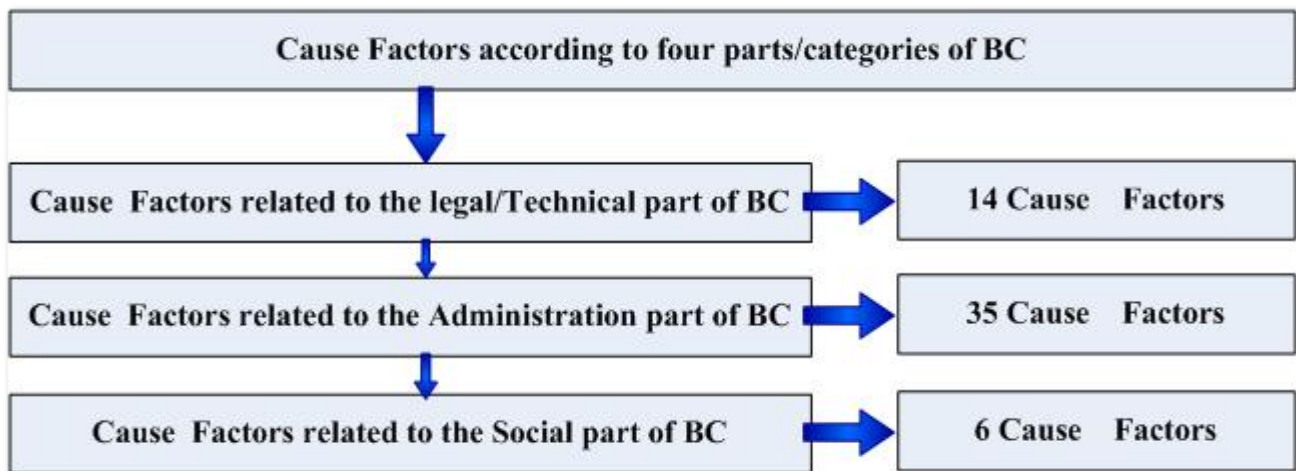 Cause Factors according to four parts/categories of BC
Cause Factors related to the legal/Technical part of BC
14 Cause Factors
Cause Factors related to the Administration part of BC
35 Cause Factors
Cause Factors related to the Social part of BC
6 Cause Factors